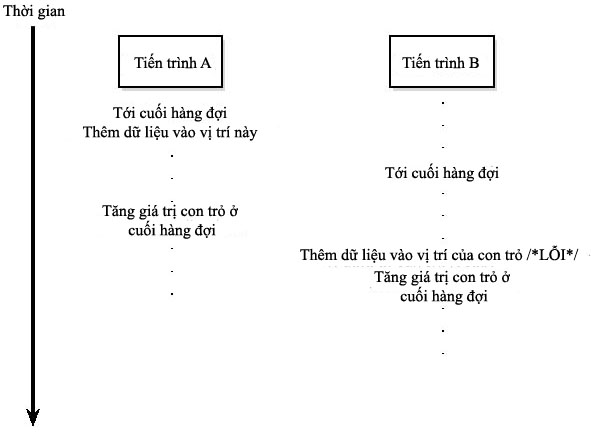 Thời gian
Tiến trình A
Tiến trình B
Tới cuối hàng đợi
Thêm dữ liệu vào vị trí này
Tới cuối hàng đợi
Tăng giá trị con trỏ ở
cuối hàng đợi
Thêm dữ liệu vào vị trí của con trỏ /*LỖI*/
Tăng giá trị con trỏ ở
cuối hàng đợi